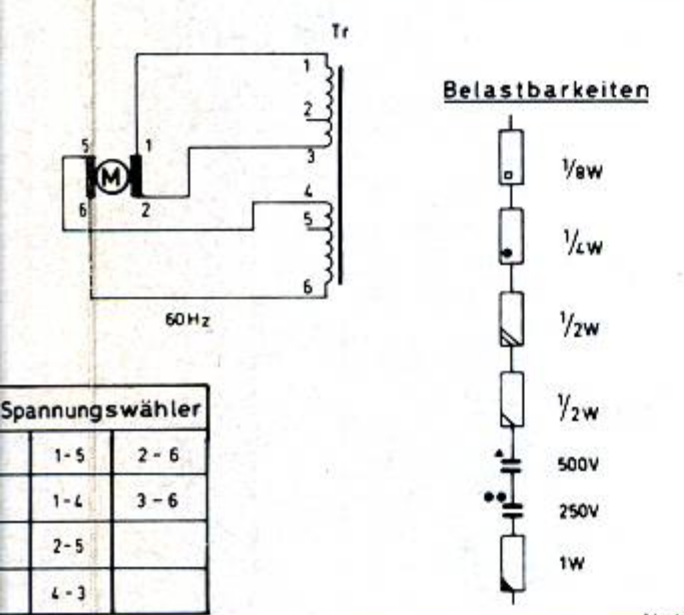 Tr
1
2
3
4
5
6
5
1
M
6
2
60Hz
Spannungswähler
1-5 2-6
1-4 3-6
2-5
4-3
Belastbarkeiten
1/8W
1/4W
1/2W
1/2W
500V
250V
1W